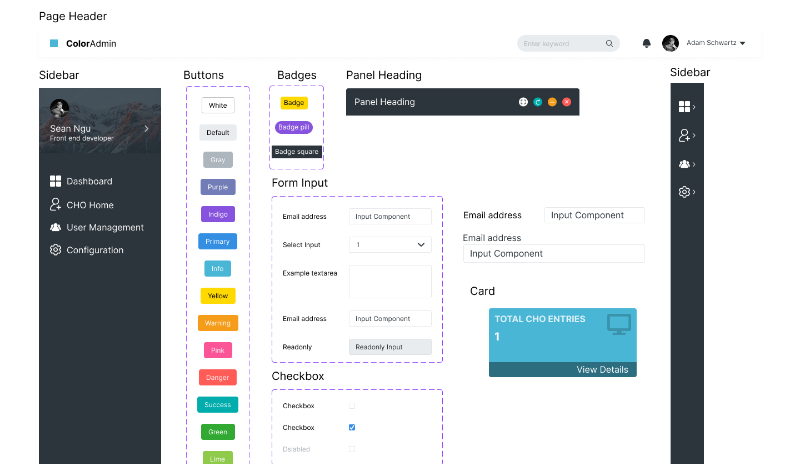 Page Header
ColorAdmin
Enter keyword
Adam Schwartz
Sidebar
Buttons
Badges
Panel Heading
Sidebar
Sean Ngu
Front end developer
Dashboard
CHO Home
User Management
Configuration
White
Default
Gray
Purple
Indigo
Primary
Info
Yellow
Warning
Pink
Danger
Success
Green
Lime
Badge
Badge pill
Badge square
Panel Heading
Form Input
Email address
Input Component
Select Input
1
Example textarea
Email address
Input Component
Readonly
Readonly Input
Checkbox
Checkbox
Checkbox
Disabled
Email address
Input Component
Email address
Input Component
Card
TOTAL CHO ENTRIES
1
View Details